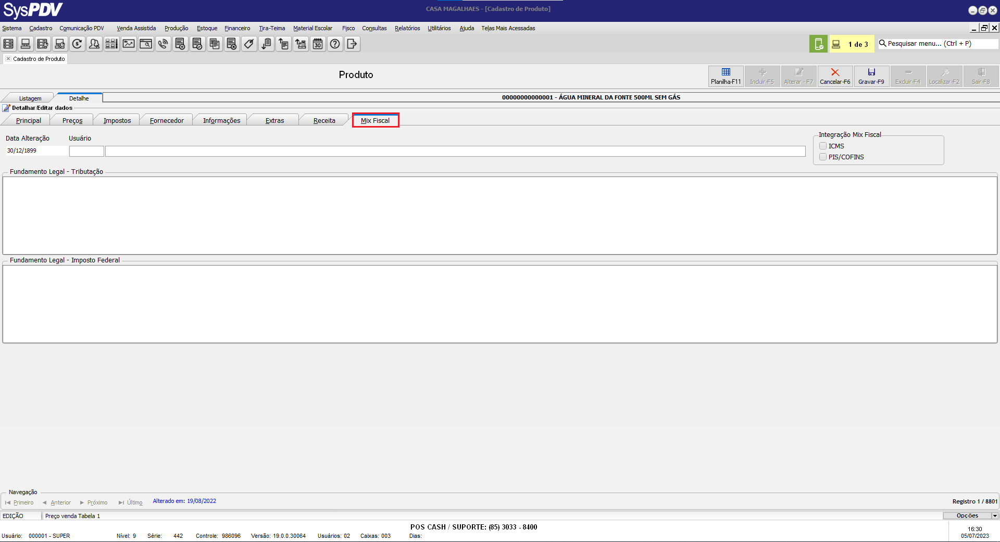 SysPDV
CASA MAGALHAES - [Cadastro de Produto]
Sistema Cadastro Comunicação PDV Venda Assistida Produção Estoque Financeiro Tira-Teima Material Escolar Fisco Consultas Relatórios Utilitários Ajuda Telas Mais Acessadas
30
1 de 3
Pesquisar menu... (Ctrl + P)
Cadastro de Produto
Produto
Planilha-F11 Incluir-F5 Alterar - F7 Cancelar-F6 Gravar-F9 Excluir-F4 Localizar-F2 Sair-F8
Listagem Detalhe 00000000000001 - ÁGUA MINERAL DA FONTE 500ML SEM GÁS
Detalhar/Editar dados
Principal Preços Impostos Fornecedor Informações Extras Receita Mix Fiscal
Data Alteração Usuário
30/12/1899
Integração Mix Fiscal
ICMS
PIS/COFINS
Fundamento Legal - Tributação
Fundamento Legal - Imposto Federal
Navegação
Primeiro Anterior Próximo Último Alterado em: 19/08/2022
Registro 1 / 8801
EDIÇÃO Preço venda Tabela 1 Opções
POS CASH / SUPORTE: (85) 3033 - 8400
Usuário: 000001 - SUPER Nível: 9 Série: 442 Controle: 986096 Versão: 19.0.0.30064 Usuários: 02 Caixas: 003 Dias:
16:30
05/07/2023